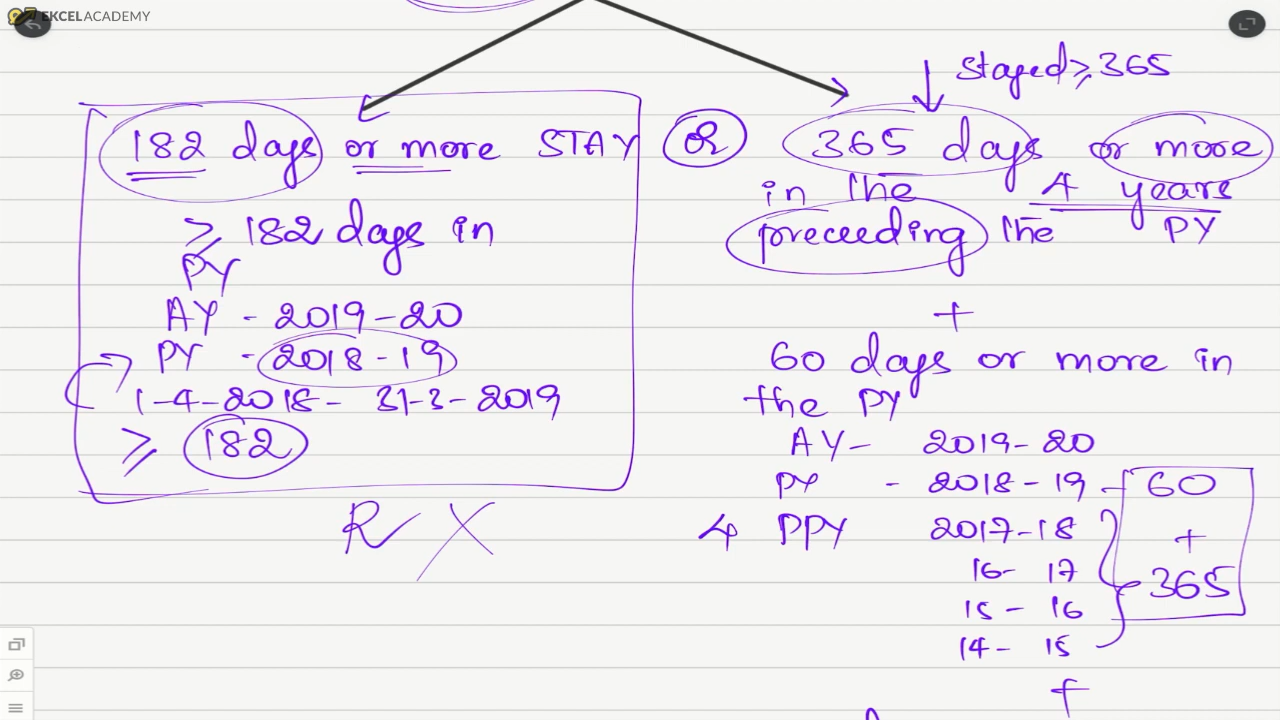 EKCEL ACADEMY
182 days or more STAY
≥ 182 days in
PY
AY - 2019-20
PY - 2018-19
1-4-2018 - 31-3-2019
≥ 182
R X
OR
stayed ≥ 365
365 days or more
in the 4 years
preceeding the PY
+
60 days or more in
the PY
AY - 2019-20
PY - 2018-19
4 PPY 2017-18
16-17
15-16
14-15
60
+
365
+